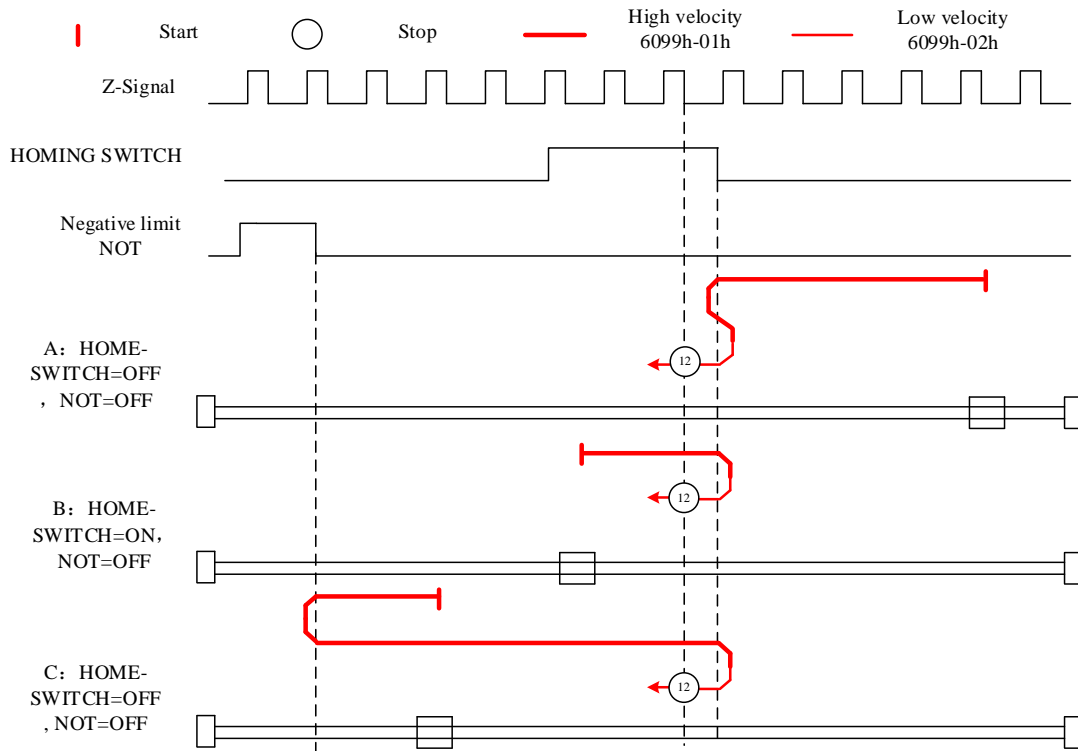 Start
Stop
High velocity
6099h-01h
Low velocity
6099h-02h
Z-Signal
HOMING SWITCH
Negative limit
NOT
A：HOME-
SWITCH=OFF
，NOT=OFF
12
B：HOME-
SWITCH=ON，
NOT=OFF
12
C：HOME-
SWITCH=OFF
, NOT=OFF
12